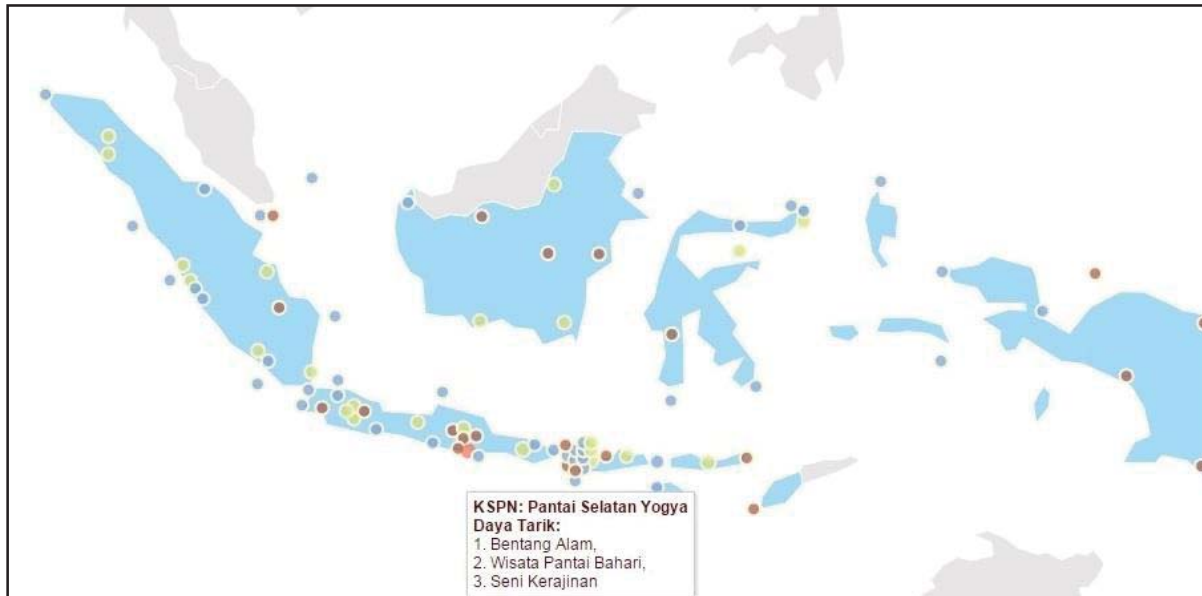 KSPN: Pantai Selatan Yogya
Daya Tarik:
1. Bentang Alam,
2. Wisata Pantai Bahari,
3. Seni Kerajinan